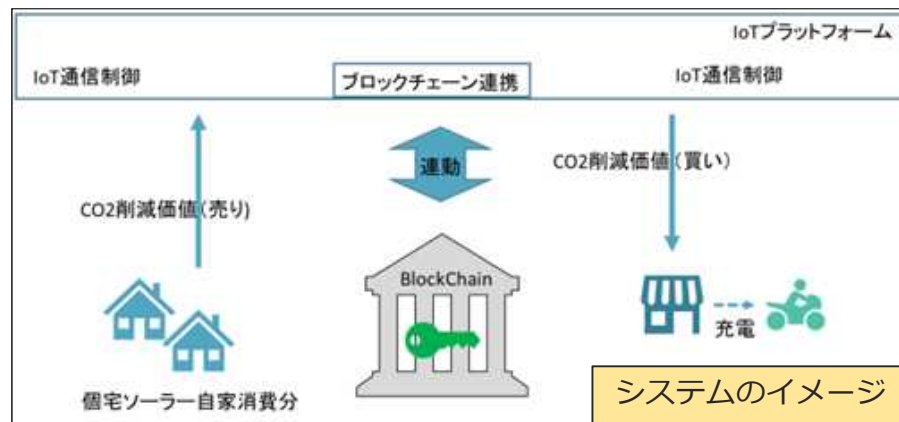 IoTプラットフォーム
IoT通信制御
ブロックチェーン連携
IoT通信制御
連動
CO2削減価値(買い)
CO2削減価値(売り)
BlockChain
充電
個宅ソーラー自家消費分
システムのイメージ